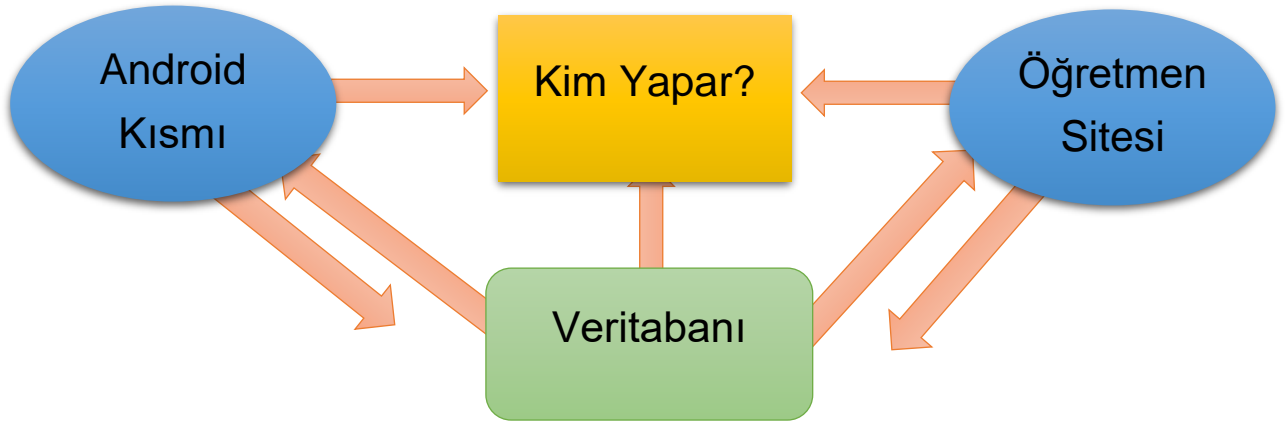 Android
Kısmı
Kim Yapar?
Öğretmen
Sitesi
Veritabanı